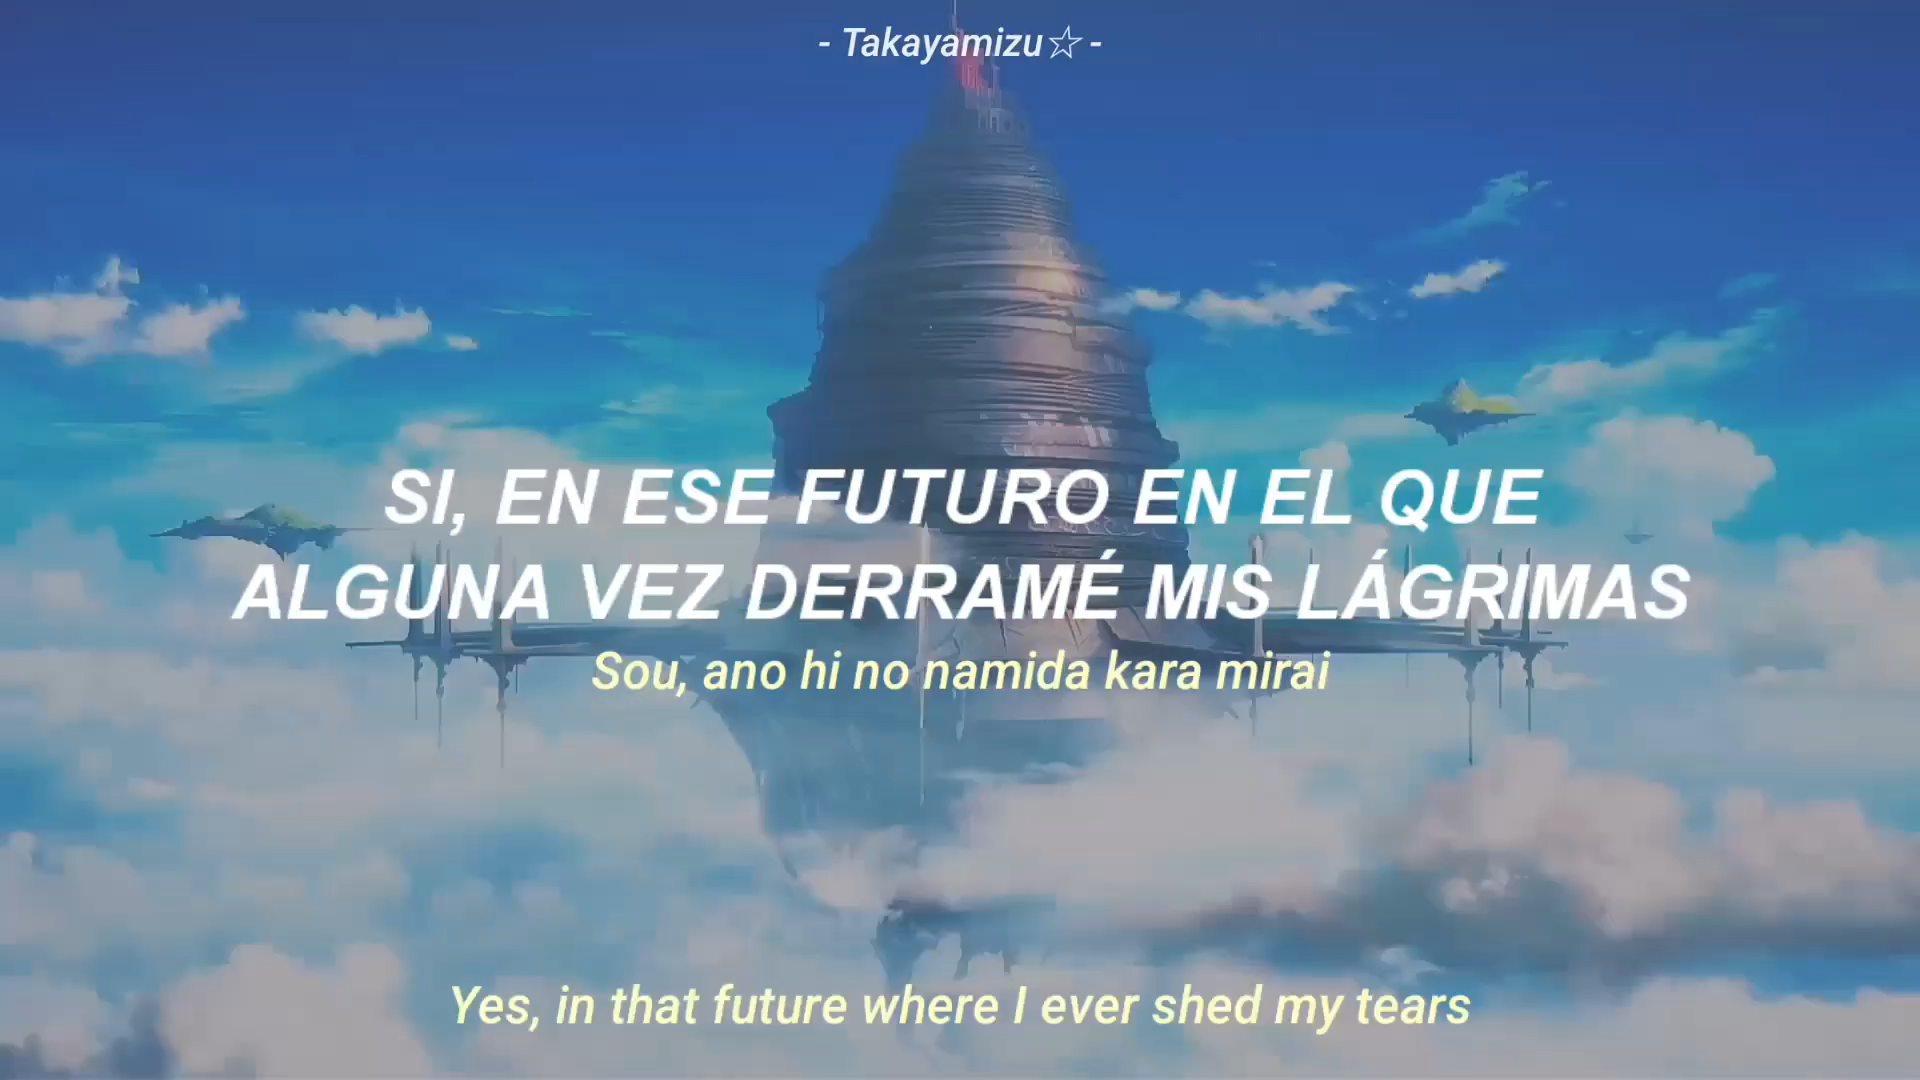 - Takayamizu☆ -
SI, EN ESE FUTURO EN EL QUE
ALGUNA VEZ DERRAMÉ MIS LÁGRIMAS
Sou, ano hi no namida kara mirai
Yes, in that future where I ever shed my tears